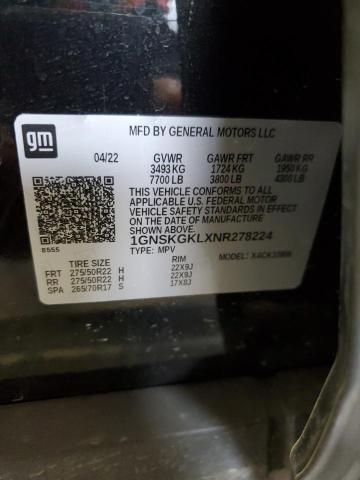 gm
MFD BY GENERAL MOTORS LLC
04/22 GVWR GAWR FRT GAWR RR
3493 KG 1724 KG 1950 KG
7700 LB 3800 LB 4300 LB
THIS VEHICLE CONFORMS TO ALL
APPLICABLE U.S. FEDERAL MOTOR
VEHICLE SAFETY STANDARDS IN EFFECT
ON THE DATE OF MANUFACTURE
SHOWN ABOVE.
1GNSKGKLXNR278224
8555 TYPE: MPV MODEL:
TIRE SIZE RIM
FRT 275/50R22 H 22X9J
RR 275/50R22 H 22X9J
SPA 265/70R17 S 17X8J